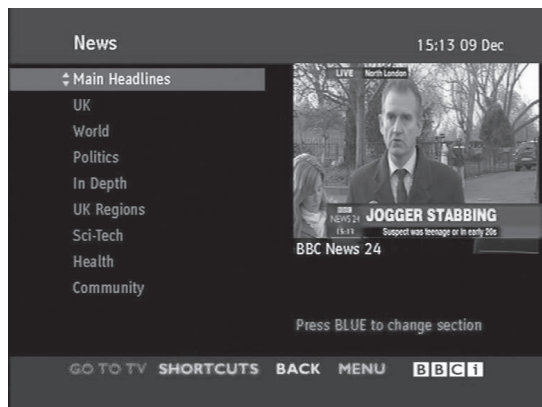 News
15:13 09 Dec
Main Headlines
UK
World
Politics
In Depth
UK Regions
Sci-Tech
Health
Community
LIVE North London
BBC
NEWS 24 JOGGER STABBING
15:13 Suspect was teenage or in early 20s
BBC News 24
Press BLUE to change section
GO TO TV SHORTCUTS BACK MENU BBCi